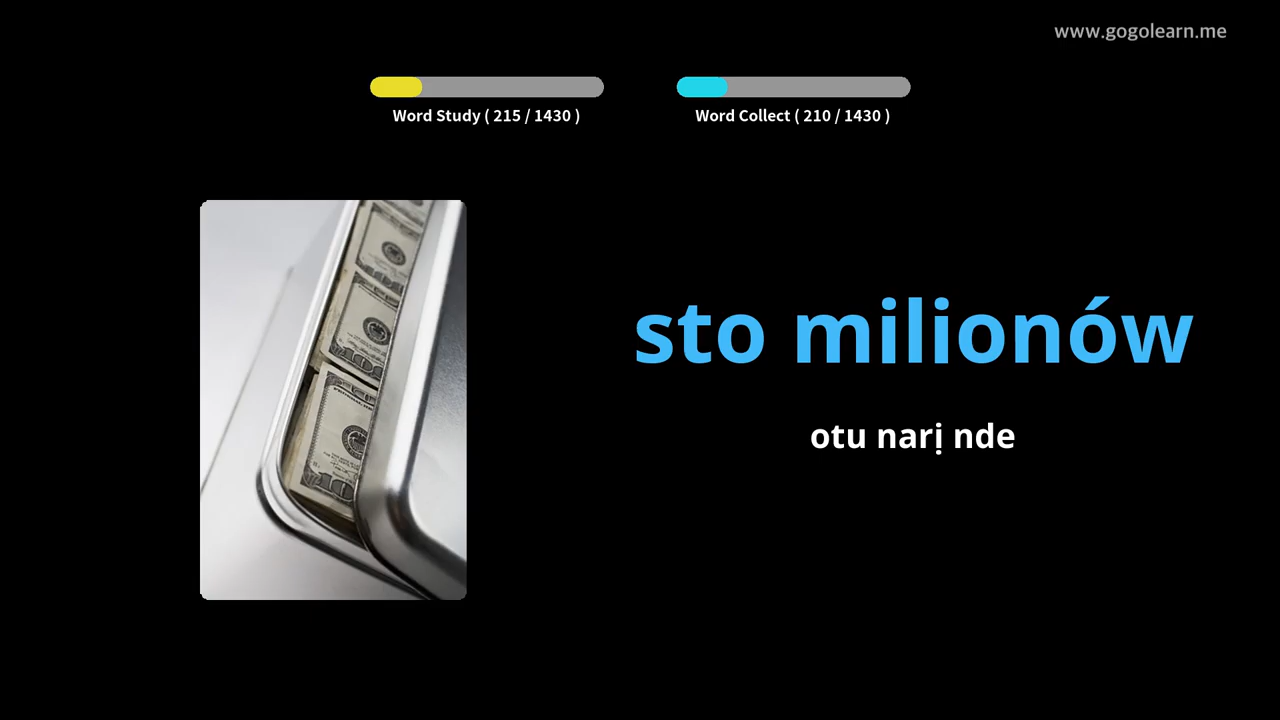 www.gogolearn.me
Word Study ( 215 / 1430 )
Word Collect ( 210 / 1430 )
sto milionów
otu narị nde